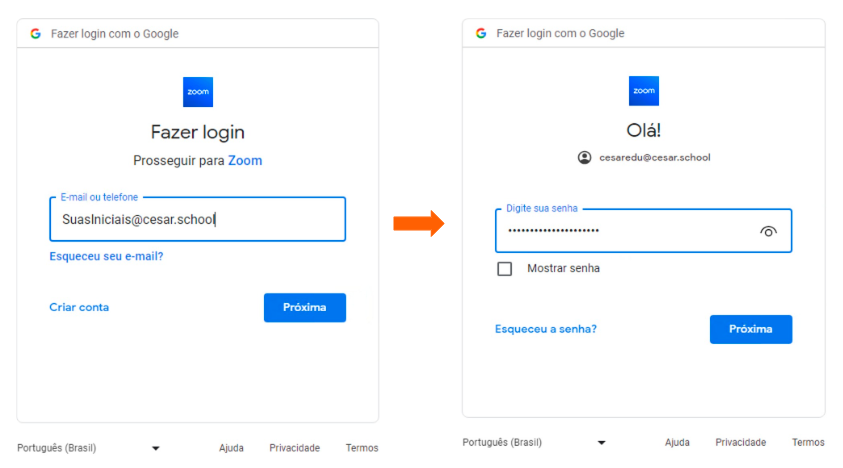 Fazer login com o Google
zoom
Fazer login
Prosseguir para Zoom
E-mail ou telefone
SuasIniciais@cesar.school
Esqueceu seu e-mail?
Criar conta
Próxima
Português (Brasil)
Ajuda
Privacidade
Termos
Fazer login com o Google
zoom
Olá!
cesaredu@cesar.school
Digite sua senha
Mostrar senha
Esqueceu a senha?
Próxima
Português (Brasil)
Ajuda
Privacidade
Termos